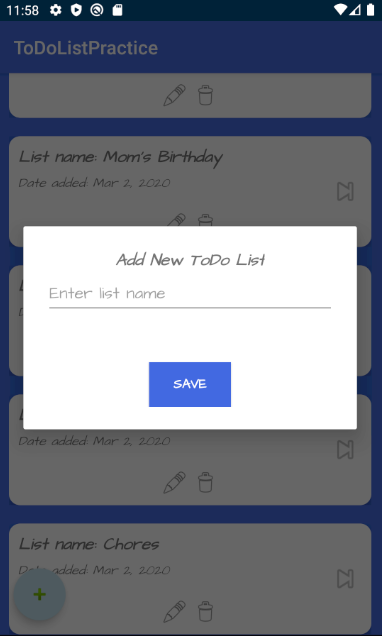 11:58
ToDoListPractice
List name: Mom's Birthday
Date added: Mar 2, 2020
Add New ToDo List
Enter list name
SAVE
Date added: Mar 2, 2020
List name: Chores
Date added: Mar 2, 2020
+